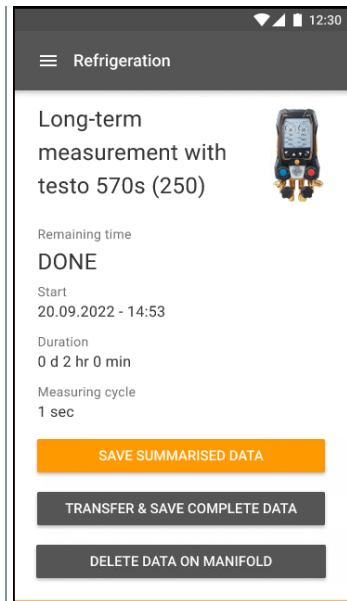 12:30
Refrigeration
Long-term
measurement with
testo 570s (250)
Remaining time
DONE
Start
20.09.2022 - 14:53
Duration
0 d 2 hr 0 min
Measuring cycle
1 sec
SAVE SUMMARISED DATA
TRANSFER & SAVE COMPLETE DATA
DELETE DATA ON MANIFOLD